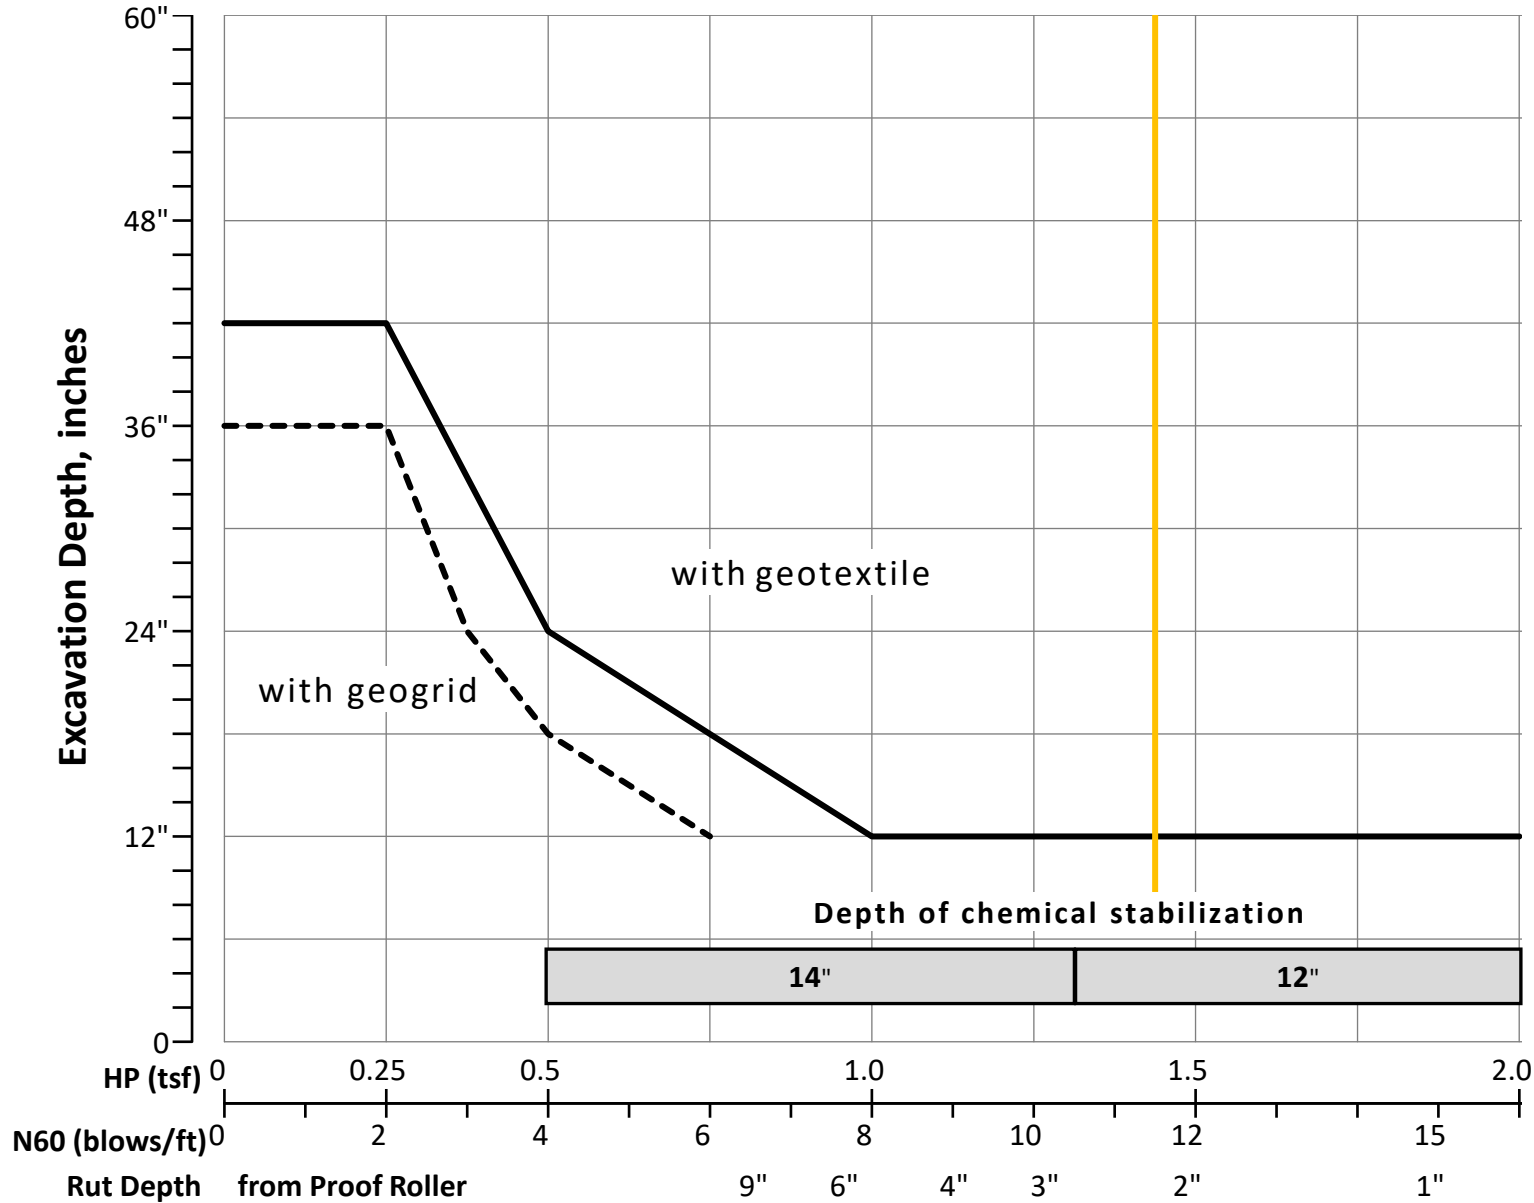 60"
48"
36"
24"
12"
0
Excavation Depth, inches
with geotextile
with geogrid
Depth of chemical stabilization
14" 12"
HP (tsf) 0 0.25 0.5 1.0 1.5 2.0
N60 (blows/ft) 0 2 4 6 8 10 12 15
Rut Depth from Proof Roller 9" 6" 4" 3" 2" 1"